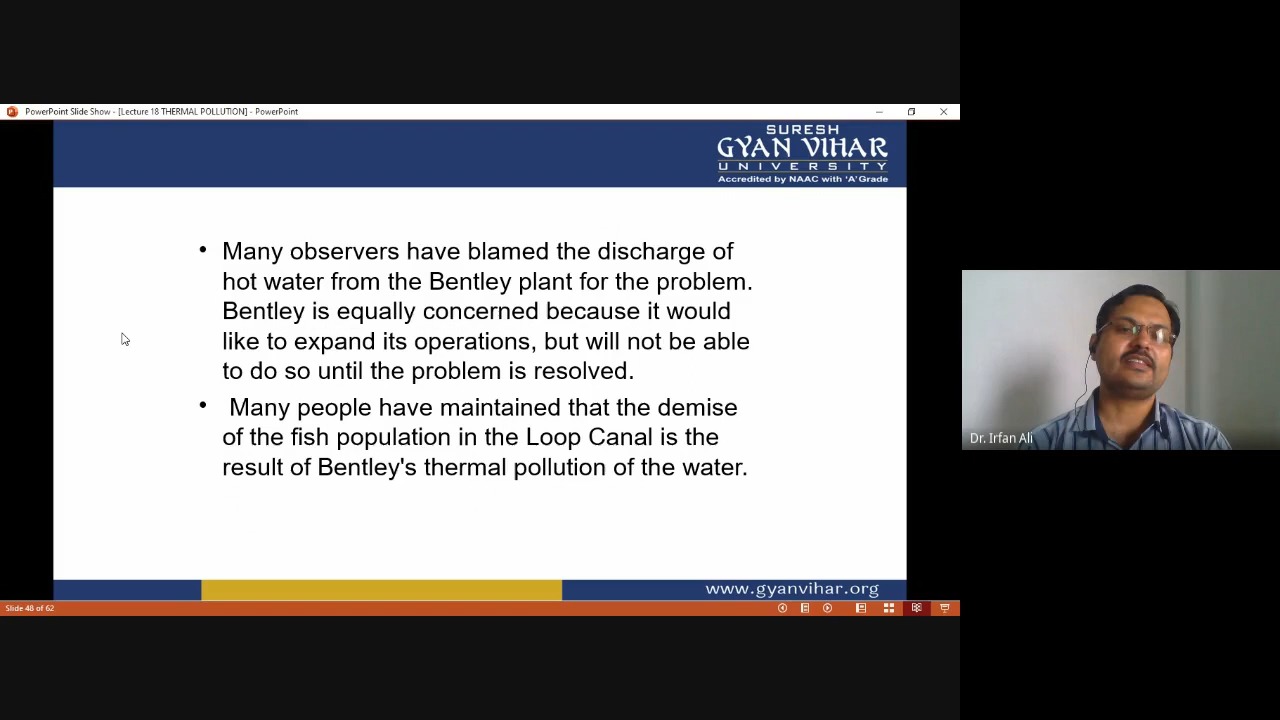 PowerPoint Slide Show - [Lecture 18 THERMAL POLLUTION] - PowerPoint
SURESH
GYAN VIHAR
UNIVERSITY
Accredited by NAAC with 'A' Grade
• Many observers have blamed the discharge of
hot water from the Bentley plant for the problem.
Bentley is equally concerned because it would
like to expand its operations, but will not be able
to do so until the problem is resolved.
• Many people have maintained that the demise
of the fish population in the Loop Canal is the
result of Bentley's thermal pollution of the water.
Dr. Irfan Ali
www.gyanvihar.org
Slide 48 of 62